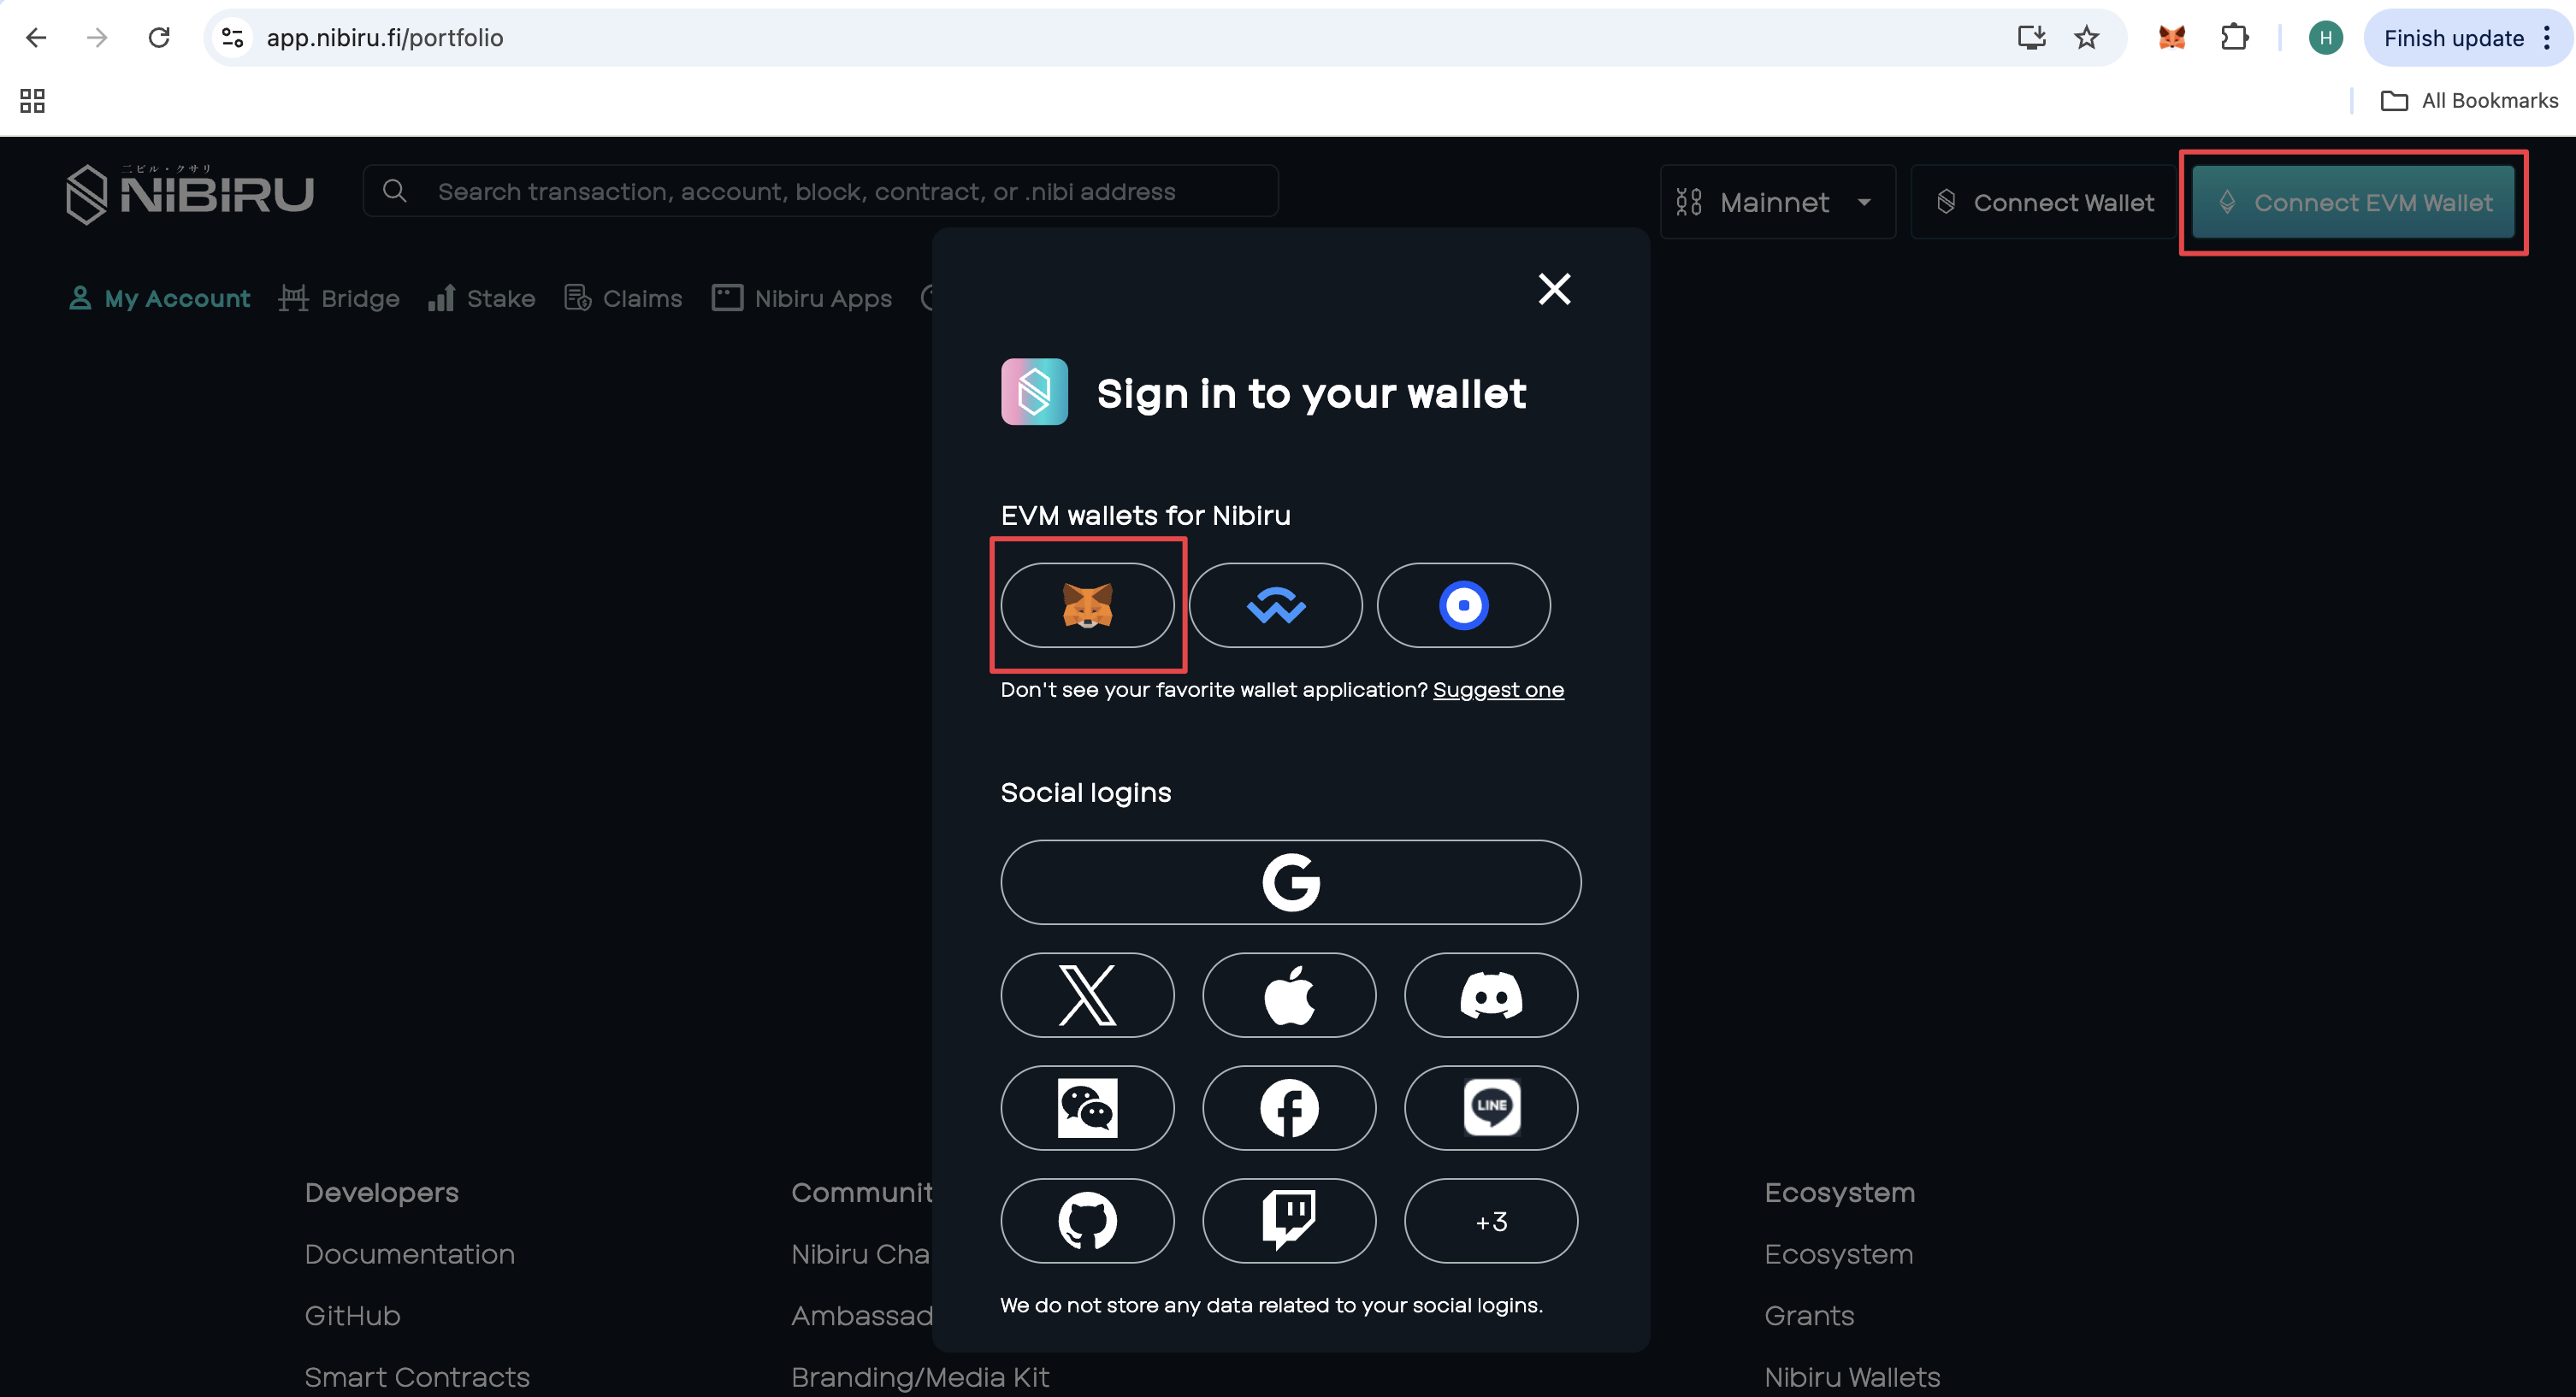 app.nibiru.fi/portfolio
H
Finish update
All Bookmarks
ニビル・クサリ
NIBIRU
Search transaction, account, block, contract, or .nibi address
Mainnet
Connect Wallet
Connect EVM Wallet
My Account
Bridge
Stake
Claims
Nibiru Apps
Sign in to your wallet
EVM wallets for Nibiru
Don't see your favorite wallet application? Suggest one
Social logins
G
X
LINE
+3
We do not store any data related to your social logins.
Developers
Documentation
GitHub
Smart Contracts
Communit
Nibiru Cha
Ambassad
Branding/Media Kit
Ecosystem
Ecosystem
Grants
Nibiru Wallets